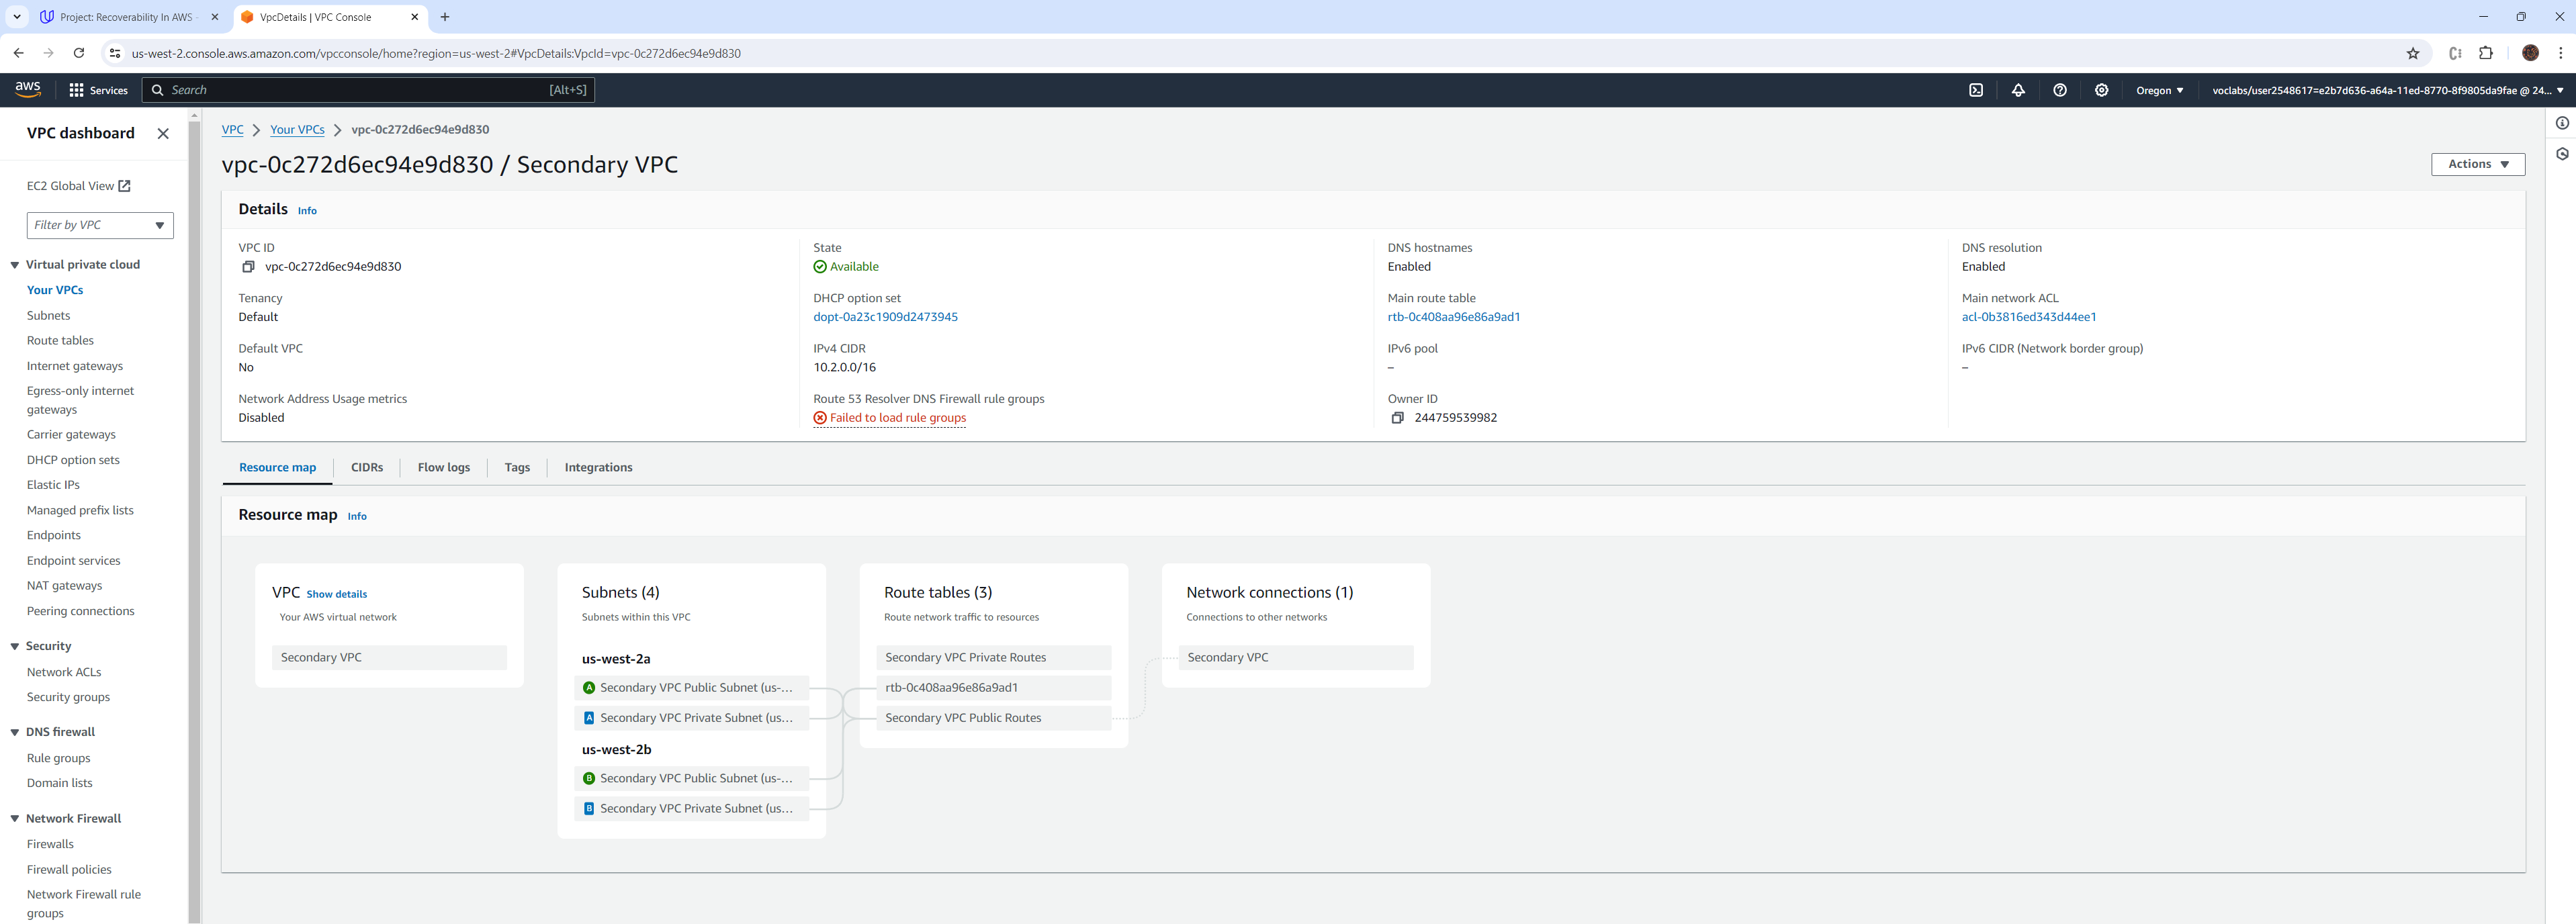 Project: Recoverability In AWS -
VpcDetails | VPC Console
us-west-2.console.aws.amazon.com/vpcconsole/home?region=us-west-2#VpcDetails:VpcId=vpc-0c272d6ec94e9d830
aws
Services
Search
[Alt+S]
Oregon
voclabs/user2548617=e2b7d636-a64a-11ed-8770-8f9805da9fae @ 24...
VPC dashboard
EC2 Global View
Filter by VPC
Virtual private cloud
Your VPCs
Subnets
Route tables
Internet gateways
Egress-only internet
gateways
Carrier gateways
DHCP option sets
Elastic IPs
Managed prefix lists
Endpoints
Endpoint services
NAT gateways
Peering connections
Security
Network ACLs
Security groups
DNS firewall
Rule groups
Domain lists
Network Firewall
Firewalls
Firewall policies
Network Firewall rule
groups
VPC
Your VPCs
vpc-0c272d6ec94e9d830
vpc-0c272d6ec94e9d830 / Secondary VPC
Actions
Details Info
VPC ID
vpc-0c272d6ec94e9d830
State
Available
DNS hostnames
Enabled
DNS resolution
Enabled
Tenancy
Default
DHCP option set
dopt-0a23c1909d2473945
Main route table
rtb-0c408aa96e86a9ad1
Main network ACL
acl-0b3816ed343d44ee1
Default VPC
No
IPv4 CIDR
10.2.0.0/16
IPv6 pool
–
IPv6 CIDR (Network border group)
–
Network Address Usage metrics
Disabled
Route 53 Resolver DNS Firewall rule groups
Failed to load rule groups
Owner ID
244759539982
Resource map
CIDRs
Flow logs
Tags
Integrations
Resource map Info
VPC Show details
Your AWS virtual network
Secondary VPC
Subnets (4)
Subnets within this VPC
us-west-2a
A Secondary VPC Public Subnet (us-...
A Secondary VPC Private Subnet (us...
us-west-2b
B Secondary VPC Public Subnet (us-...
B Secondary VPC Private Subnet (us...
Route tables (3)
Route network traffic to resources
Secondary VPC Private Routes
rtb-0c408aa96e86a9ad1
Secondary VPC Public Routes
Network connections (1)
Connections to other networks
Secondary VPC